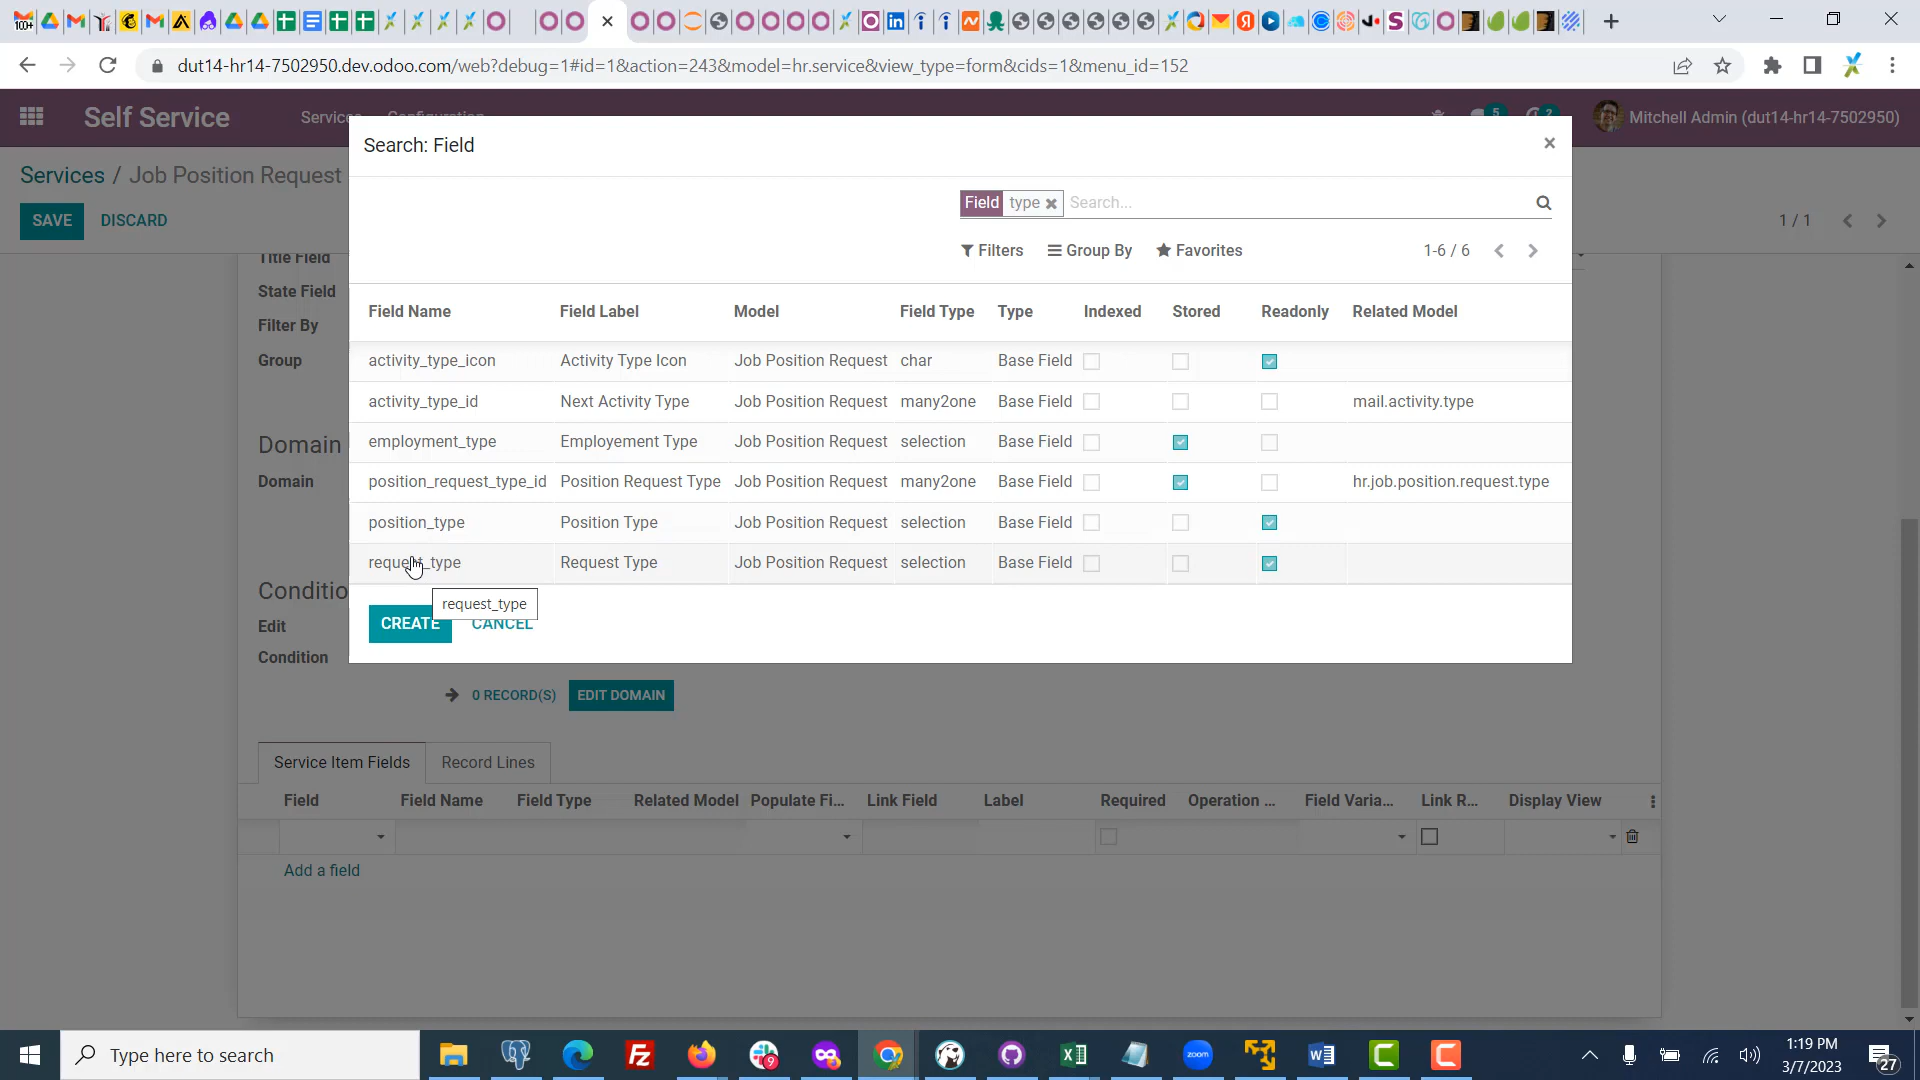 dut14-hr14-7502950.dev.odoo.com/web?debug=1#id=1&action=243&model=hr.service&view_type=form&cids=1&menu_id=152
Self Service
Services
Configuration
5
2
Mitchell Admin (dut14-hr14-7502950)
Services / Job Position Request
SAVE DISCARD
1 / 1
Search: Field
×
Field type Search...
Filters Group By Favorites 1-6 / 6
Field Name Field Label Model Field Type Type Indexed Stored Readonly Related Model
activity_type_icon Activity Type Icon Job Position Request char Base Field
activity_type_id Next Activity Type Job Position Request many2one Base Field mail.activity.type
employment_type Employement Type Job Position Request selection Base Field
position_request_type_id Position Request Type Job Position Request many2one Base Field hr.job.position.request.type
position_type Position Type Job Position Request selection Base Field
request_type Request Type Job Position Request selection Base Field
request_type
CREATE CANCEL
Title Field
State Field
Filter By
Group
Domain
Domain
Conditio
Edit
Condition
0 RECORD(S) EDIT DOMAIN
Service Item Fields Record Lines
Field Field Name Field Type Related Model Populate Fi... Link Field Label Required Operation ... Field Varia... Link R... Display View
Add a field
Type here to search
1:19 PM
3/7/2023
27